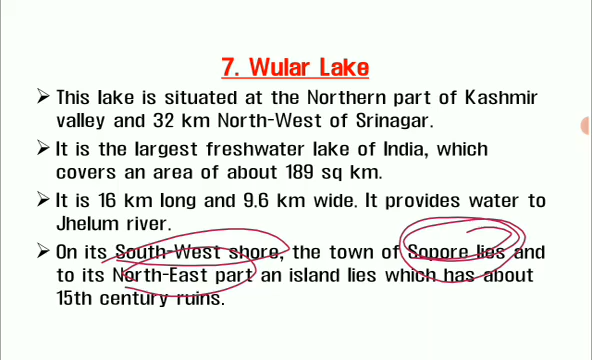 7. Wular Lake
➤ This lake is situated at the Northern part of Kashmir
valley and 32 km North-West of Srinagar.
➤ It is the largest freshwater lake of India, which
covers an area of about 189 sq km.
➤ It is 16 km long and 9.6 km wide. It provides water to
Jhelum river.
➤ On its South-West shore, the town of Sopore lies and
to its North-East part an island lies which has about
15th century ruins.